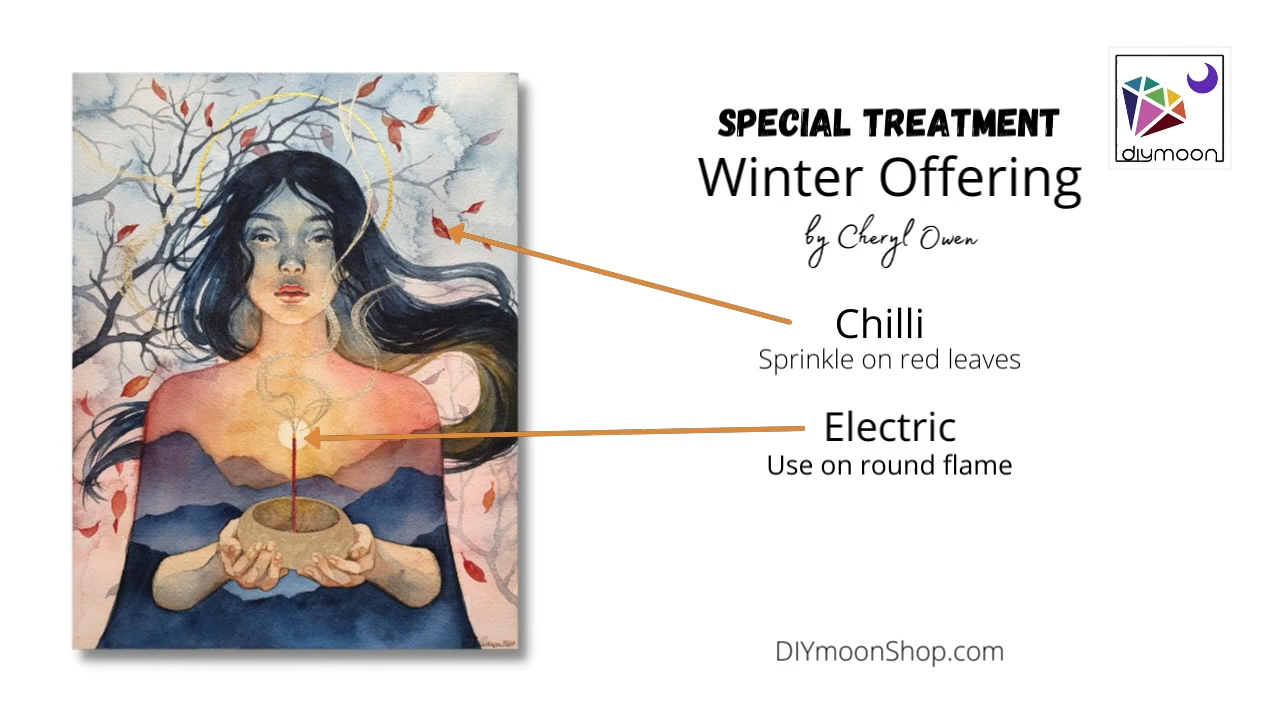 SPECIAL TREATMENT
Winter Offering
by Cheryl Owen
diymoon
Chilli
Sprinkle on red leaves
Electric
Use on round flame
DIYmoonShop.com